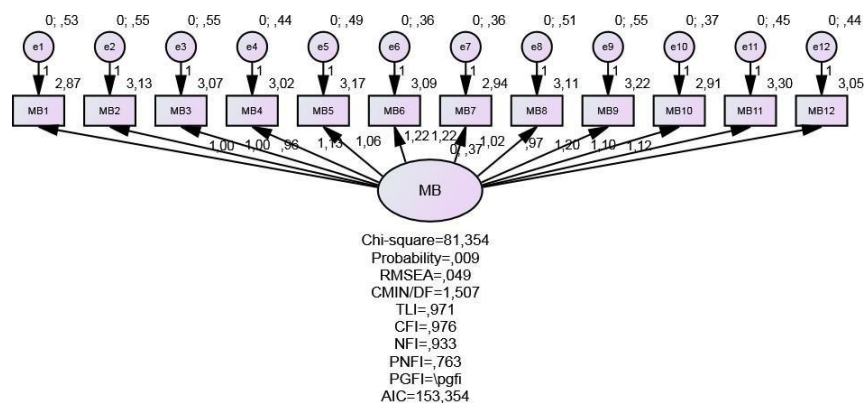 0; ,53 0; ,55 0; ,55 0; ,44 0; ,49 0; ,36 0; ,36 0; ,51 0; ,55 0; ,37 0; ,45 0; ,44
e1 e2 e3 e4 e5 e6 e7 e8 e9 e10 e11 e12
1 1 1 1 1 1 1 1 1 1 1 1
2,87 3,13 3,07 3,02 3,17 3,09 2,94 3,11 3,22 2,91 3,30 3,05
MB1 MB2 MB3 MB4 MB5 MB6 MB7 MB8 MB9 MB10 MB11 MB12
1,00 1,00 ,96 1,13 1,06 1,22 1,22 1,02 ,97 1,20 1,10 1,12
0; ,37
MB
Chi-square=81,354
Probability=,009
RMSEA=,049
CMIN/DF=1,507
TLI=,971
CFI=,976
NFI=,933
PNFI=,763
PGFI=\pgfi
AIC=153,354